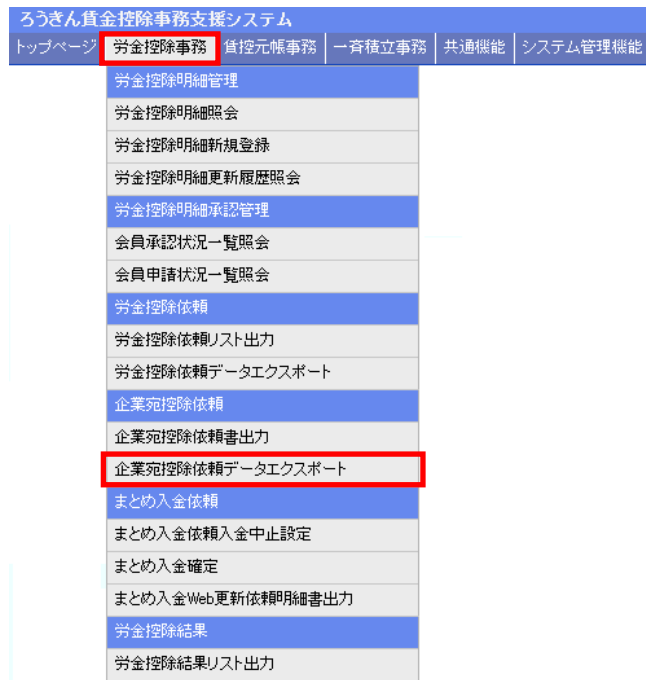 ろうきん賃金控除事務支援システム
トップページ 労金控除事務 賃控元帳事務 一斉積立事務 共通機能 システム管理機能
労金控除明細管理
労金控除明細照会
労金控除明細新規登録
労金控除明細更新履歴照会
労金控除明細承認管理
会員承認状況一覧照会
会員申請状況一覧照会
労金控除依頼
労金控除依頼リスト出力
労金控除依頼データエクスポート
企業宛控除依頼
企業宛控除依頼書出力
企業宛控除依頼データエクスポート
まとめ入金依頼
まとめ入金依頼入金中止設定
まとめ入金確定
まとめ入金Web更新依頼明細書出力
労金控除結果
労金控除結果リスト出力